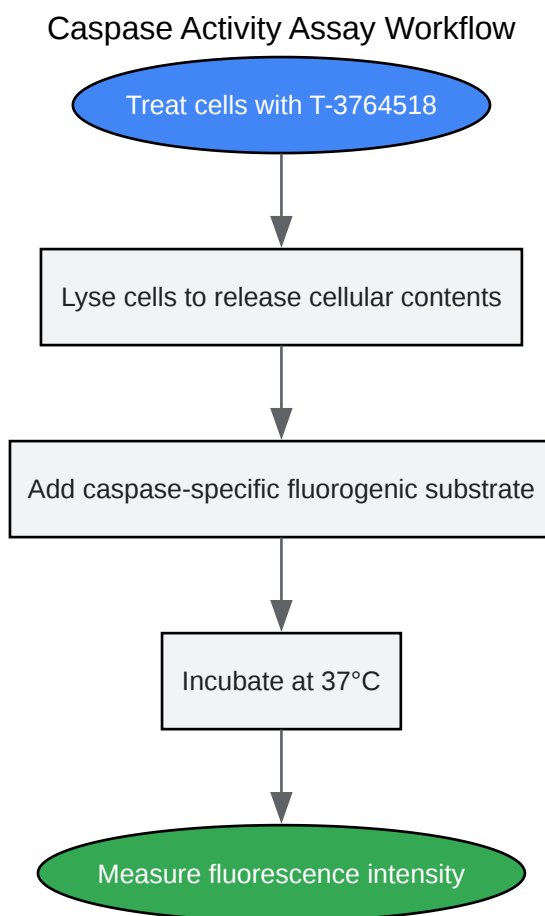 Caspase Activity Assay Workflow
Treat cells with T-3764518
Lyse cells to release cellular contents
Add caspase-specific fluorogenic substrate
Incubate at 37°C
Measure fluorescence intensity